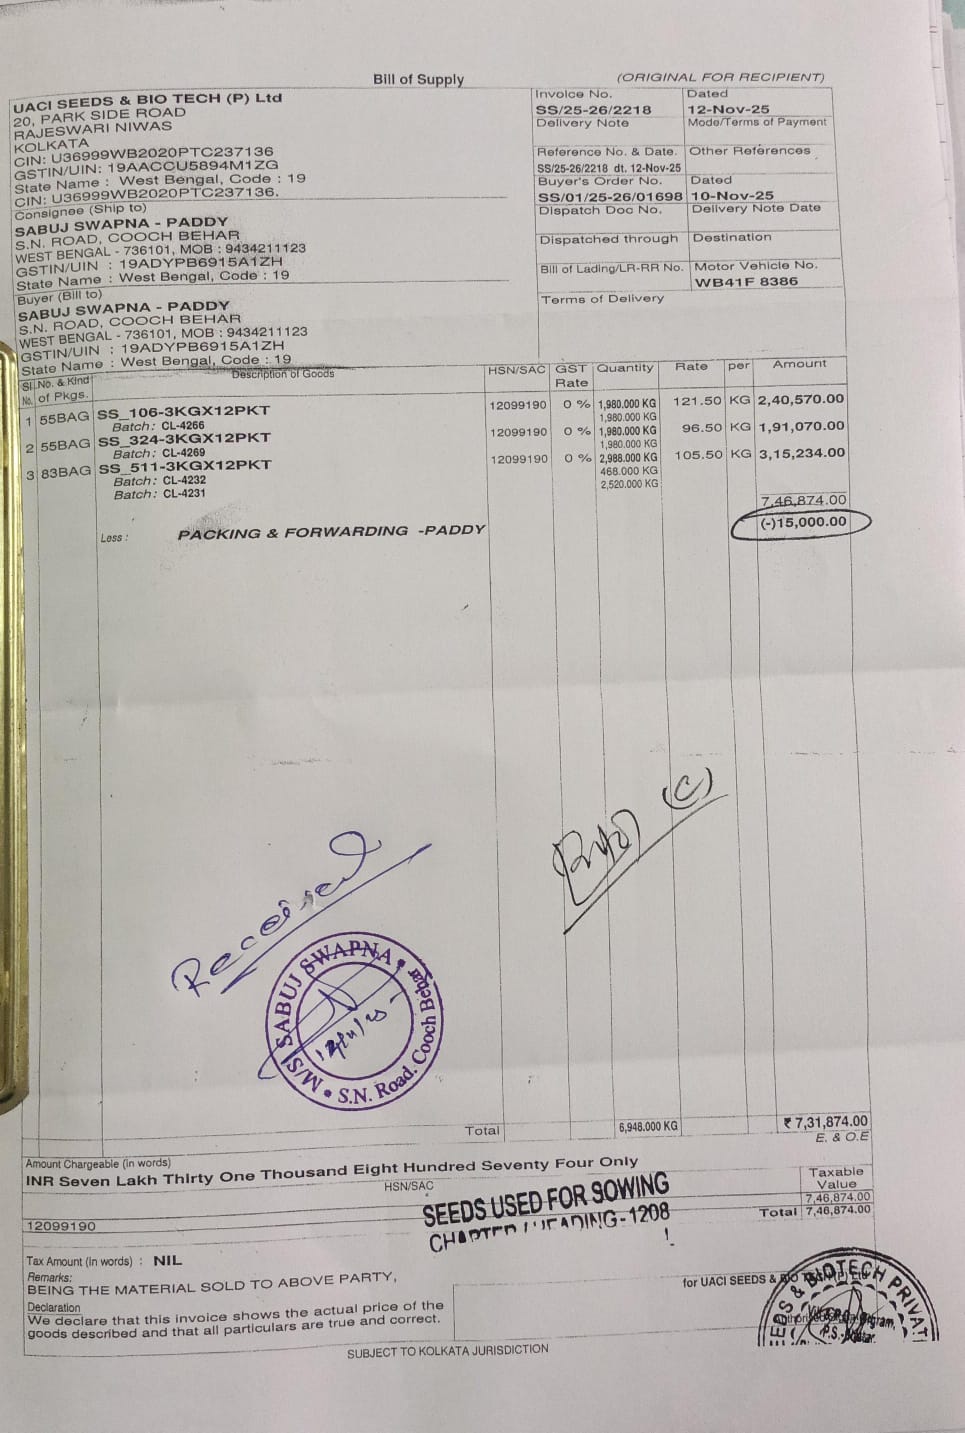 Bill of Supply
(ORIGINAL FOR RECIPIENT)
UACI SEEDS & BIO TECH (P) Ltd
20, PARK SIDE ROAD
RAJESWARI NIWAS
KOLKATA
CIN: U36999WB2020PTC237136
GSTIN/UIN: 19AACCU5894M1ZG
State Name : West Bengal, Code : 19
CIN: U36999WB2020PTC237136.
Consignee (Ship to)
SABUJ SWAPNA - PADDY
S.N. ROAD, COOCH BEHAR
WEST BENGAL - 736101, MOB : 9434211123
GSTIN/UIN : 19ADYPB6915A1ZH
State Name : West Bengal, Code : 19
Buyer (Bill to)
SABUJ SWAPNA - PADDY
S.N. ROAD, COOCH BEHAR
WEST BENGAL - 736101, MOB : 9434211123
GSTIN/UIN : 19ADYPB6915A1ZH
State Name : West Bengal, Code : 19
Invoice No. Dated
SS/25-26/2218 12-Nov-25
Delivery Note Mode/Terms of Payment
Reference No. & Date. Other References
SS/25-26/2218 dt. 12-Nov-25
Buyer's Order No. Dated
SS/01/25-26/01698 10-Nov-25
Dispatch Doc No. Delivery Note Date
Dispatched through Destination
Bill of Lading/LR-RR No. Motor Vehicle No.
WB41F 8386
Terms of Delivery
Sl. No. & Kind Description of Goods HSN/SAC GST Quantity Rate per Amount
No. of Pkgs. Rate
1 55BAG SS_106-3KGX12PKT 12099190 0 % 1,980.000 KG 121.50 KG 2,40,570.00
Batch: CL-4266 1,980.000 KG
2 55BAG SS_324-3KGX12PKT 12099190 0 % 1,980.000 KG 96.50 KG 1,91,070.00
Batch: CL-4269 1,980.000 KG
3 83BAG SS_511-3KGX12PKT 12099190 0 % 2,988.000 KG 105.50 KG 3,15,234.00
Batch: CL-4232 468.000 KG
Batch: CL-4231 2,520.000 KG
7,46,874.00
Less : PACKING & FORWARDING -PADDY (-)15,000.00
Received
M/S. SABUJ SWAPNA • S.N. Road. Cooch Behar
Total 6,948.000 KG ₹ 7,31,874.00
E. & O.E
Amount Chargeable (in words)
INR Seven Lakh Thirty One Thousand Eight Hundred Seventy Four Only
HSN/SAC Taxable
Value
12099190 7,46,874.00
Total 7,46,874.00
SEEDS USED FOR SOWING
CHAPTER HEADING-1208
Tax Amount (in words) : NIL
Remarks:
BEING THE MATERIAL SOLD TO ABOVE PARTY,
Declaration
We declare that this invoice shows the actual price of the
goods described and that all particulars are true and correct.
for UACI SEEDS & BIO TECH (P) Ltd
SUBJECT TO KOLKATA JURISDICTION